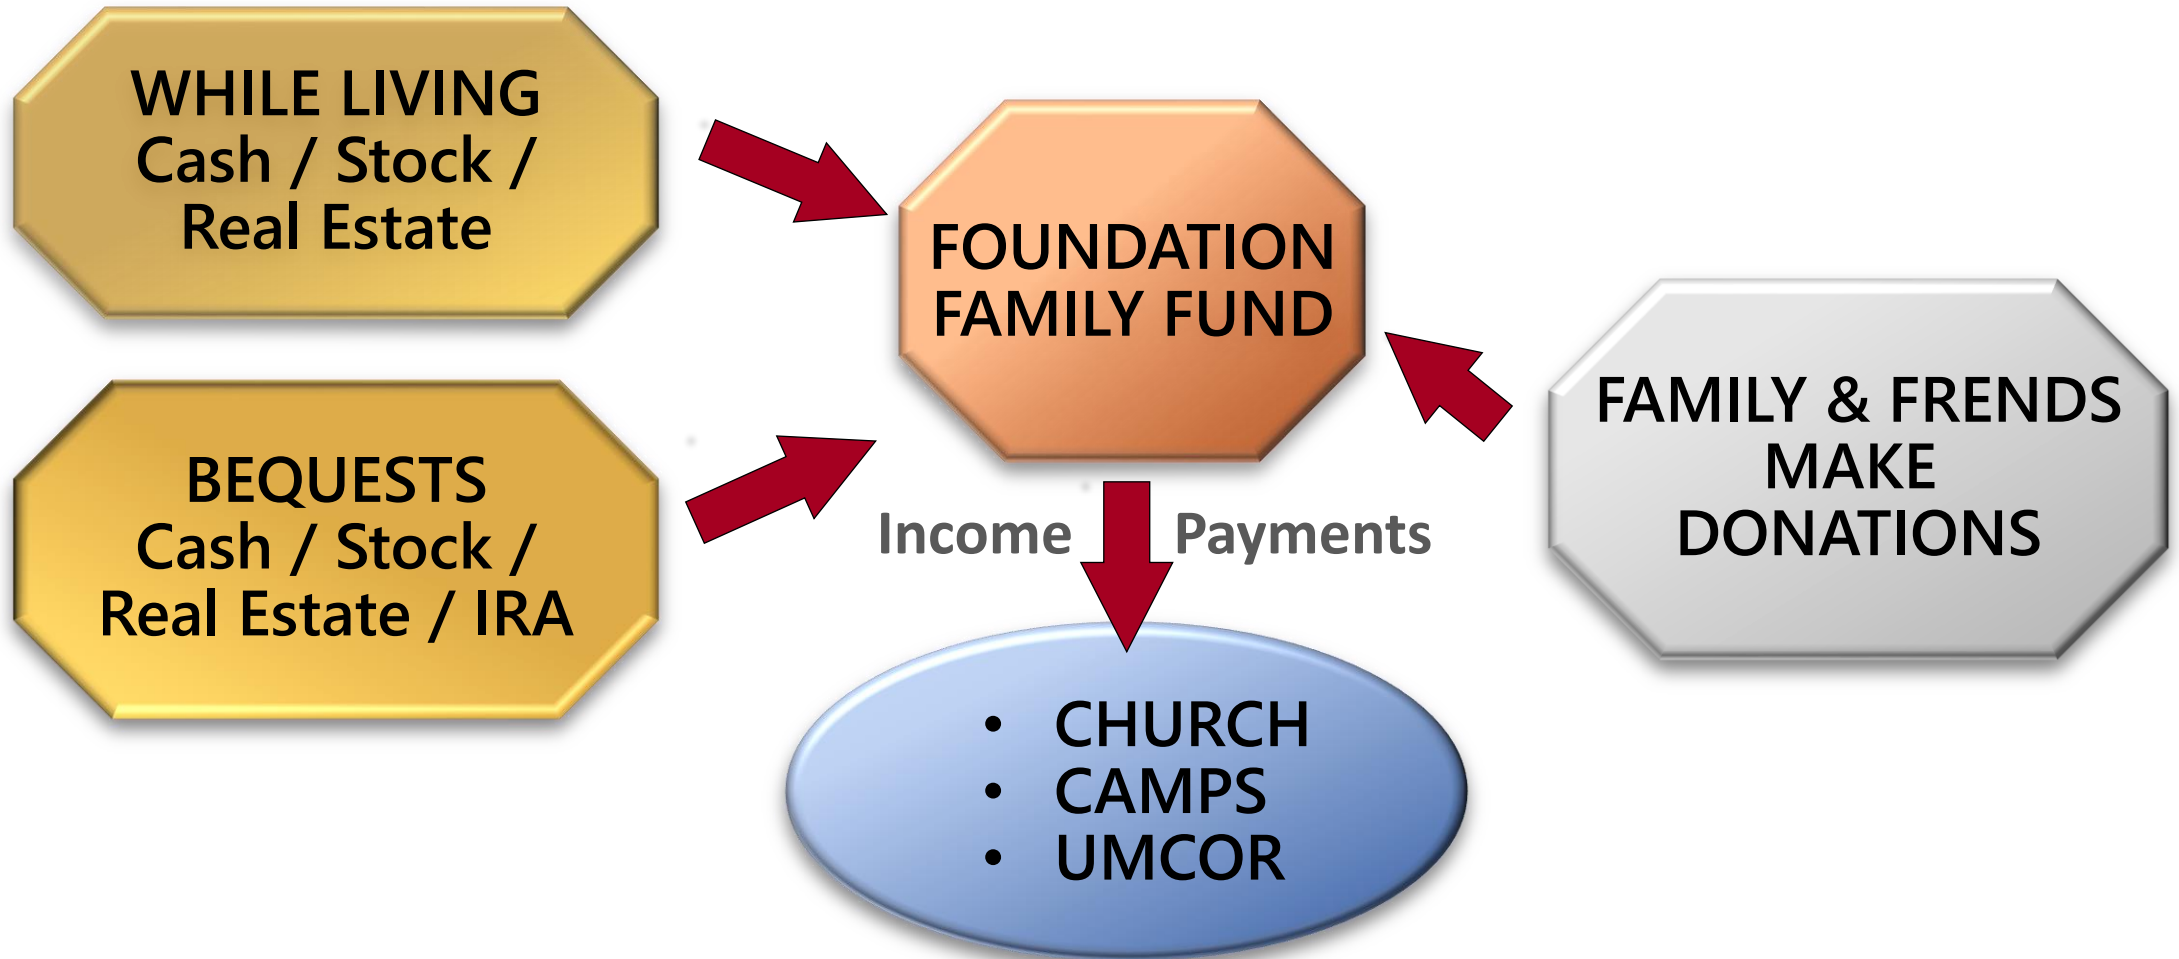 WHILE LIVING
Cash / Stock /
Real Estate
BEQUESTS
Cash / Stock /
Real Estate / IRA
FOUNDATION
FAMILY FUND
FAMILY & FRENDS
MAKE
DONATIONS
Income Payments
• CHURCH
• CAMPS
• UMCOR